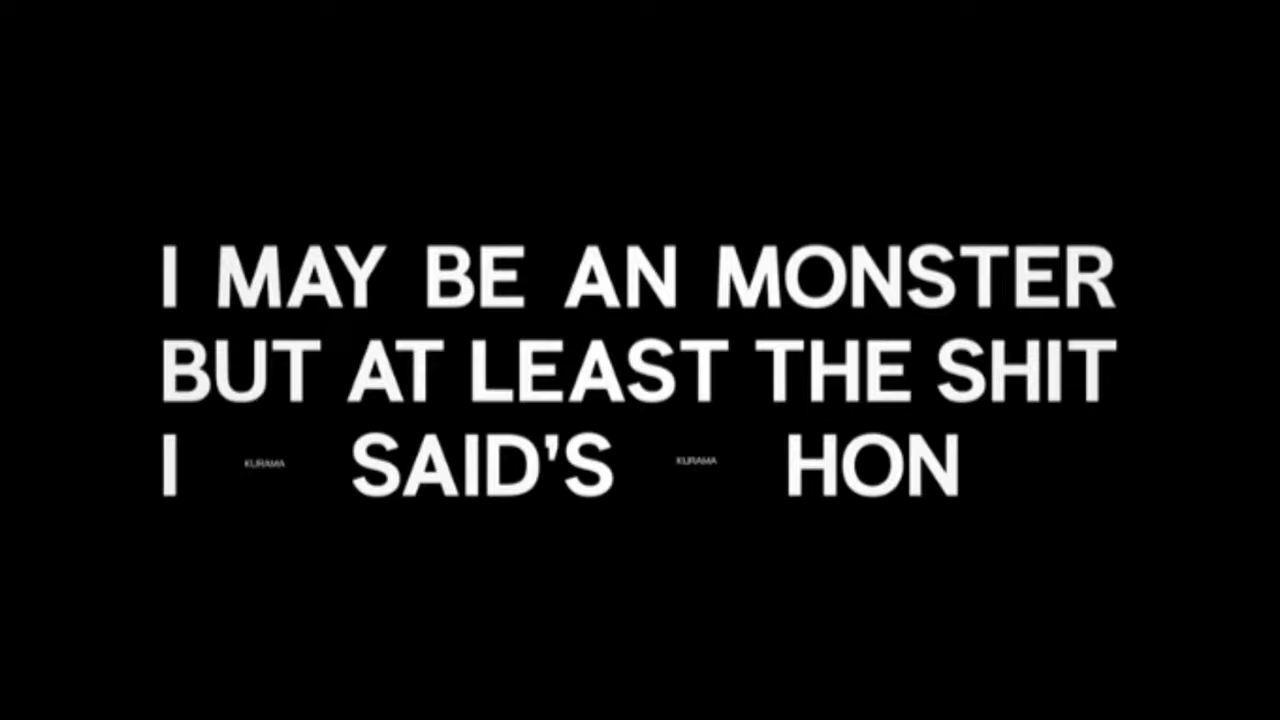 I MAY BE AN MONSTER
BUT AT LEAST THE SHIT
I KURAMA SAID’S KURAMA HON